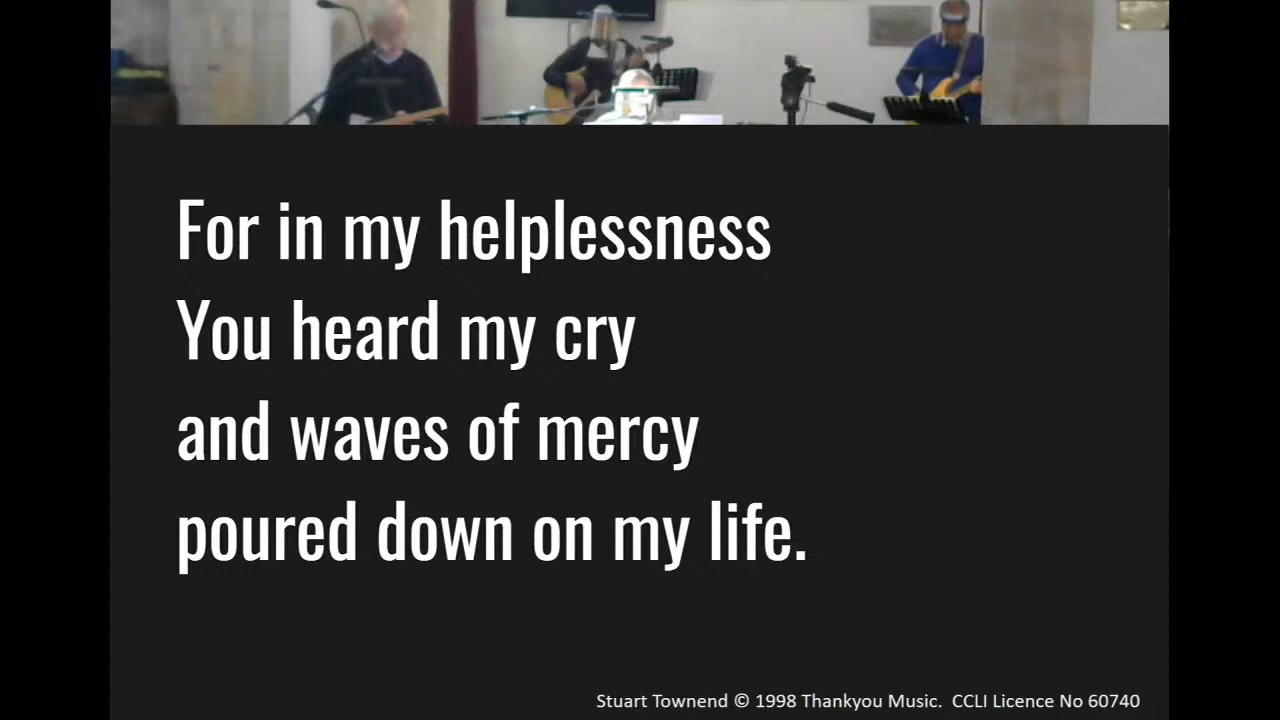 For in my helplessness
You heard my cry
and waves of mercy
poured down on my life.
Stuart Townend © 1998 Thankyou Music.  CCLI Licence No 60740